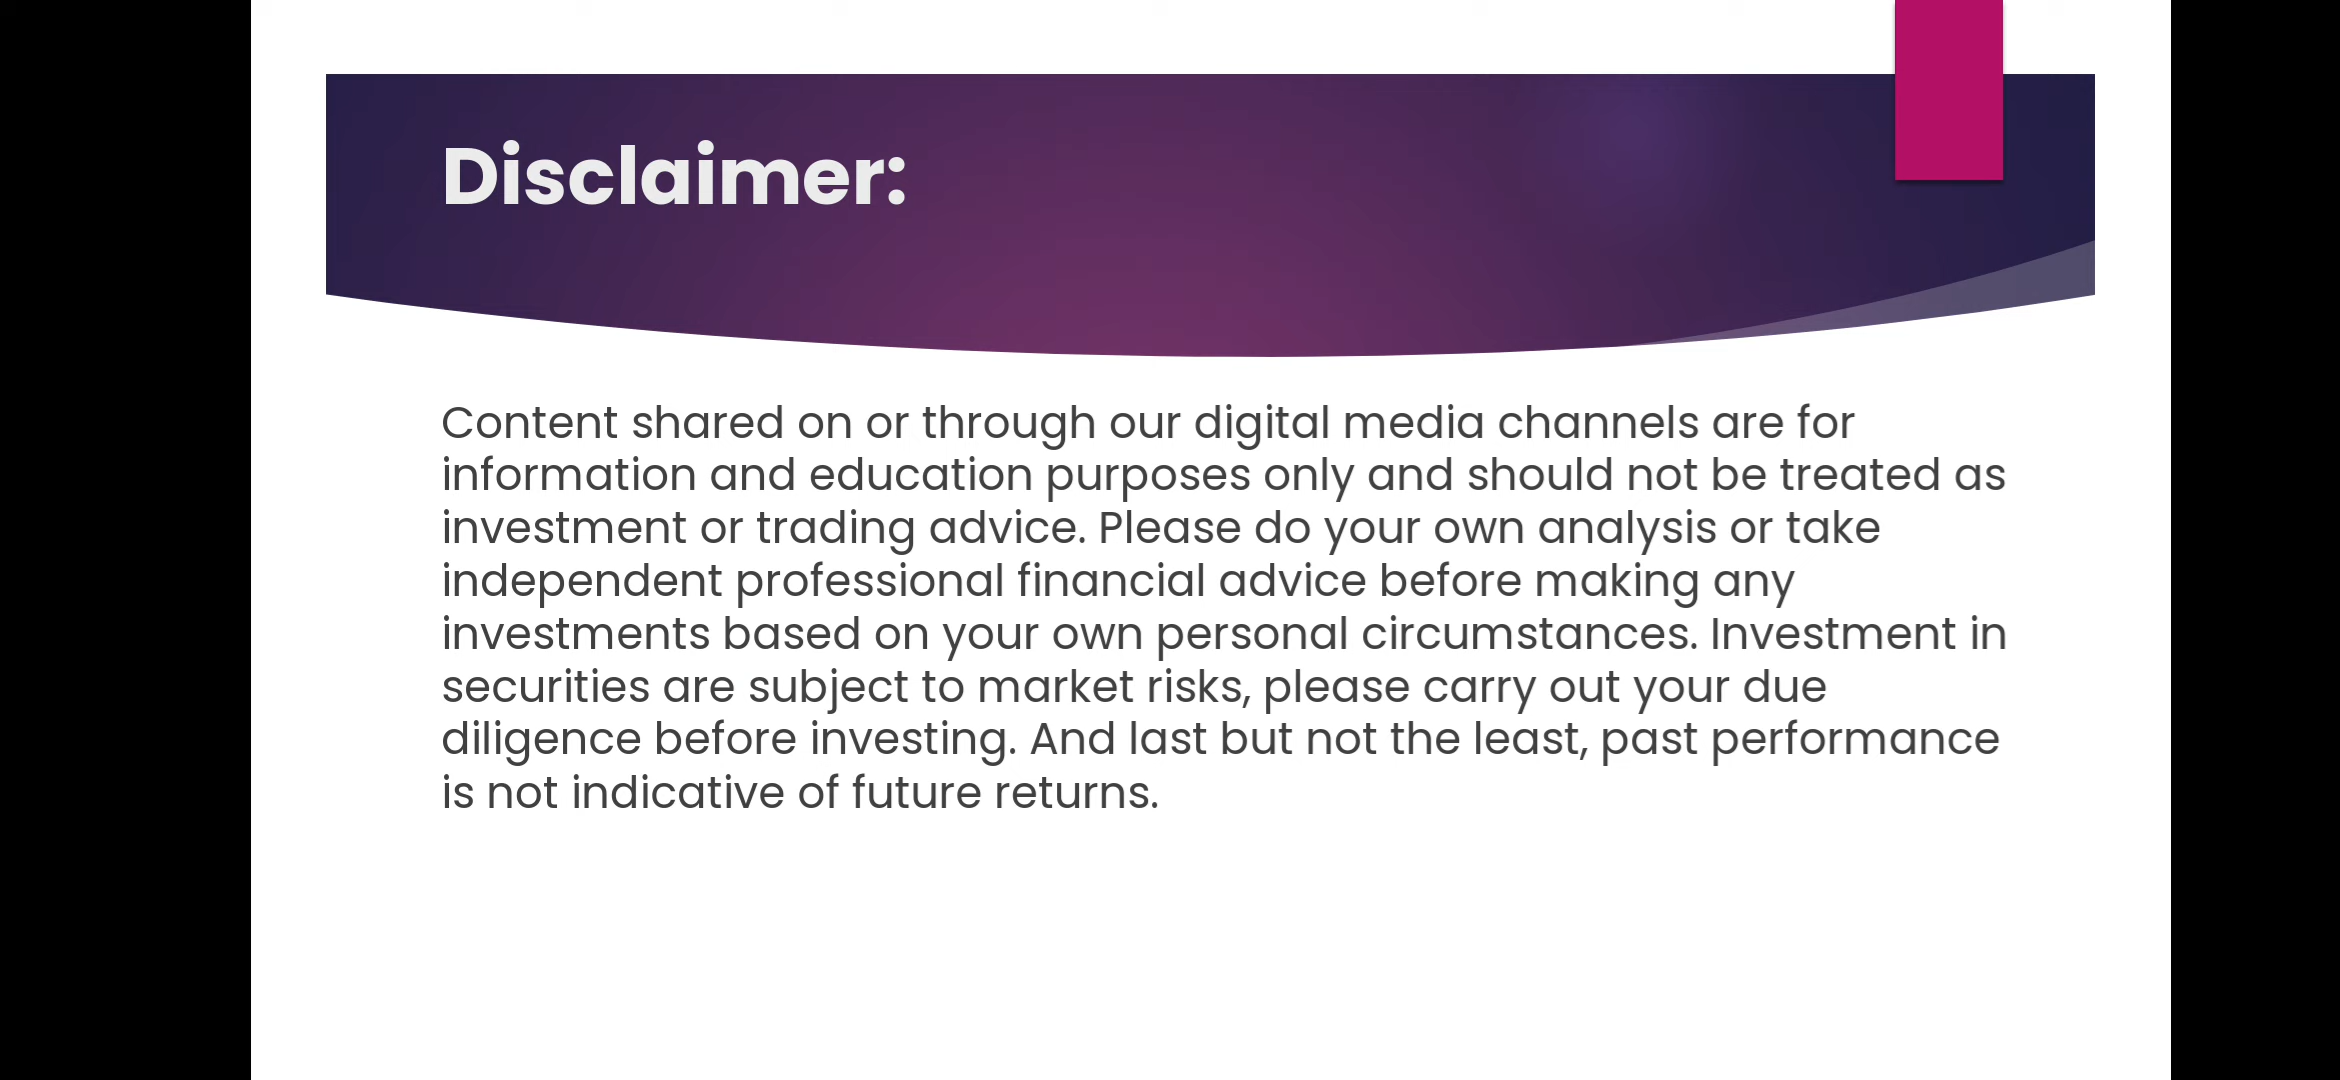 Disclaimer:
Content shared on or through our digital media channels are for
information and education purposes only and should not be treated as
investment or trading advice. Please do your own analysis or take
independent professional financial advice before making any
investments based on your own personal circumstances. Investment in
securities are subject to market risks, please carry out your due
diligence before investing. And last but not the least, past performance
is not indicative of future returns.